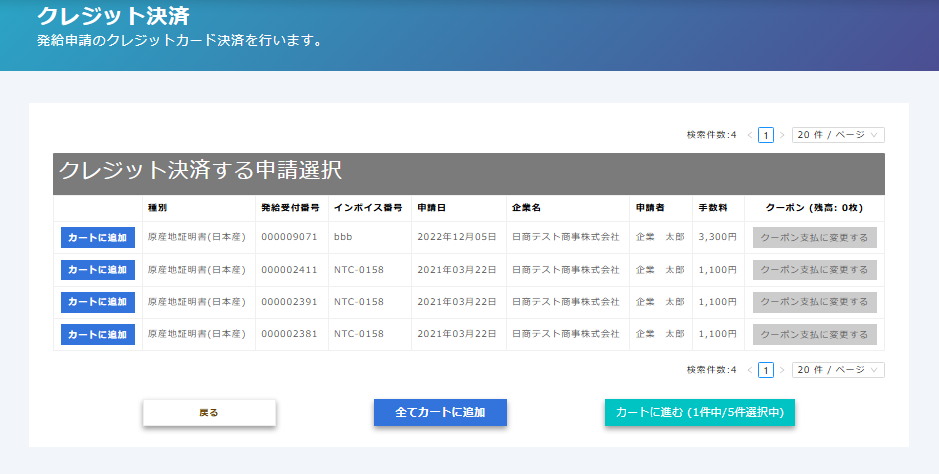 クレジット決済
発給申請のクレジットカード決済を行います。
検索件数:4 < 1 > 20 件 / ページ
クレジット決済する申請選択
種別 発給受付番号 インボイス番号 申請日 企業名 申請者 手数料 クーポン (残高: 0枚)
カートに追加 原産地証明書(日本産) 000009071 bbb 2022年12月05日 日商テスト商事株式会社 企業 太郎 3,300円 クーポン支払に変更する
カートに追加 原産地証明書(日本産) 000002411 NTC-0158 2021年03月22日 日商テスト商事株式会社 企業 太郎 1,100円 クーポン支払に変更する
カートに追加 原産地証明書(日本産) 000002391 NTC-0158 2021年03月22日 日商テスト商事株式会社 企業 太郎 1,100円 クーポン支払に変更する
カートに追加 原産地証明書(日本産) 000002381 NTC-0158 2021年03月22日 日商テスト商事株式会社 企業 太郎 1,100円 クーポン支払に変更する
検索件数:4 < 1 > 20 件 / ページ
戻る 全てカートに追加 カートに進む (1件中/5件選択中)